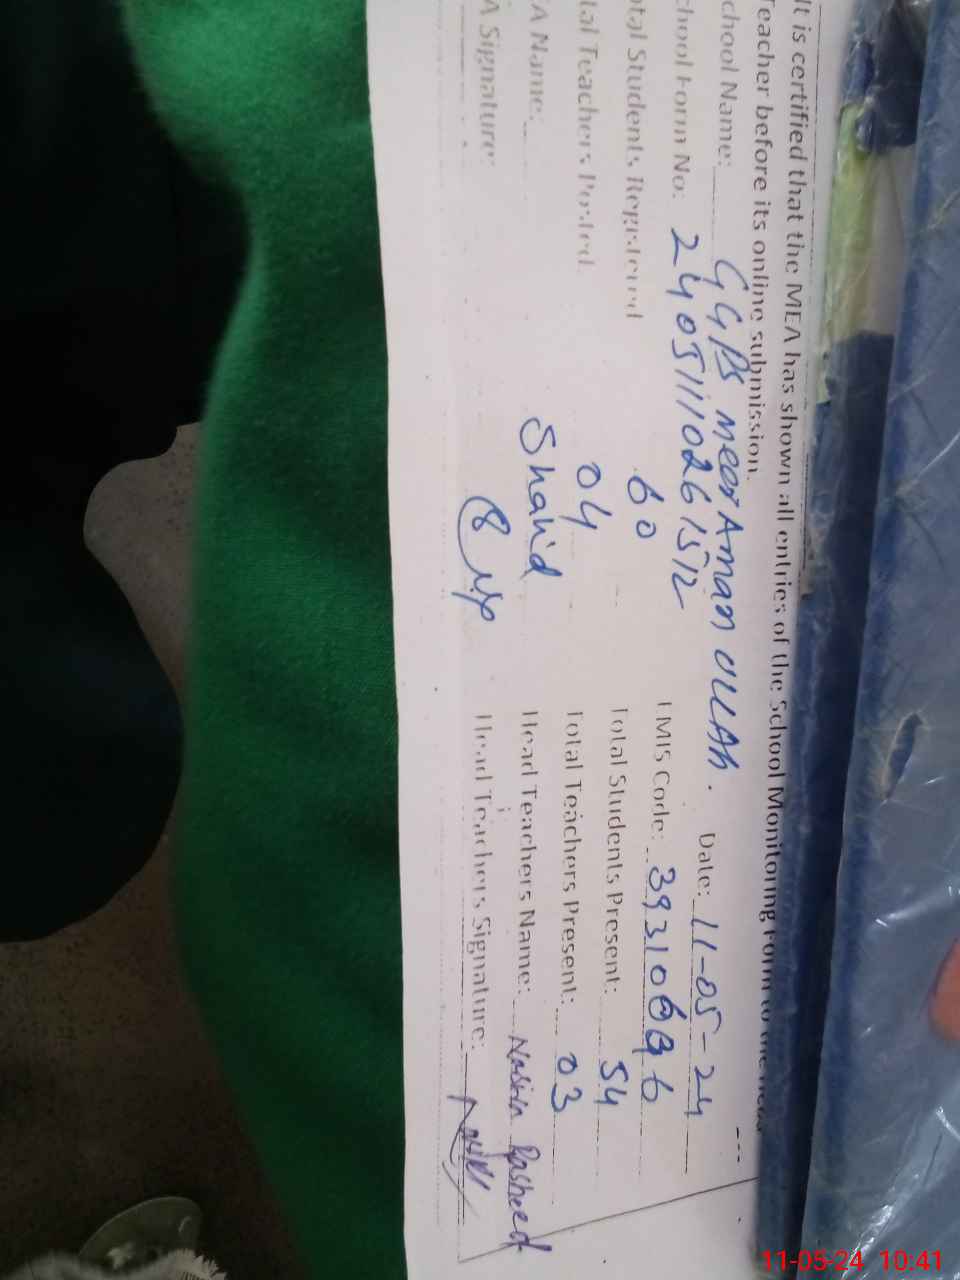 It is certified that the MEA has shown all entries of the School Monitoring Form to the Head
Teacher before its online submission.
chool Name: GGPS meer Aman ULLAh. Date: 11-05-24
chool Form No: 24051110261512 EMIS Code: 3931
otal Students Registered 60 Total Students Present: 54
tal Teachers Posted. 04 Total Teachers Present: 03
A Name: Shahid Head Teachers Name: Nasira Rasheed
A Signature: Head Teachers Signature:
11-05-24 10:41